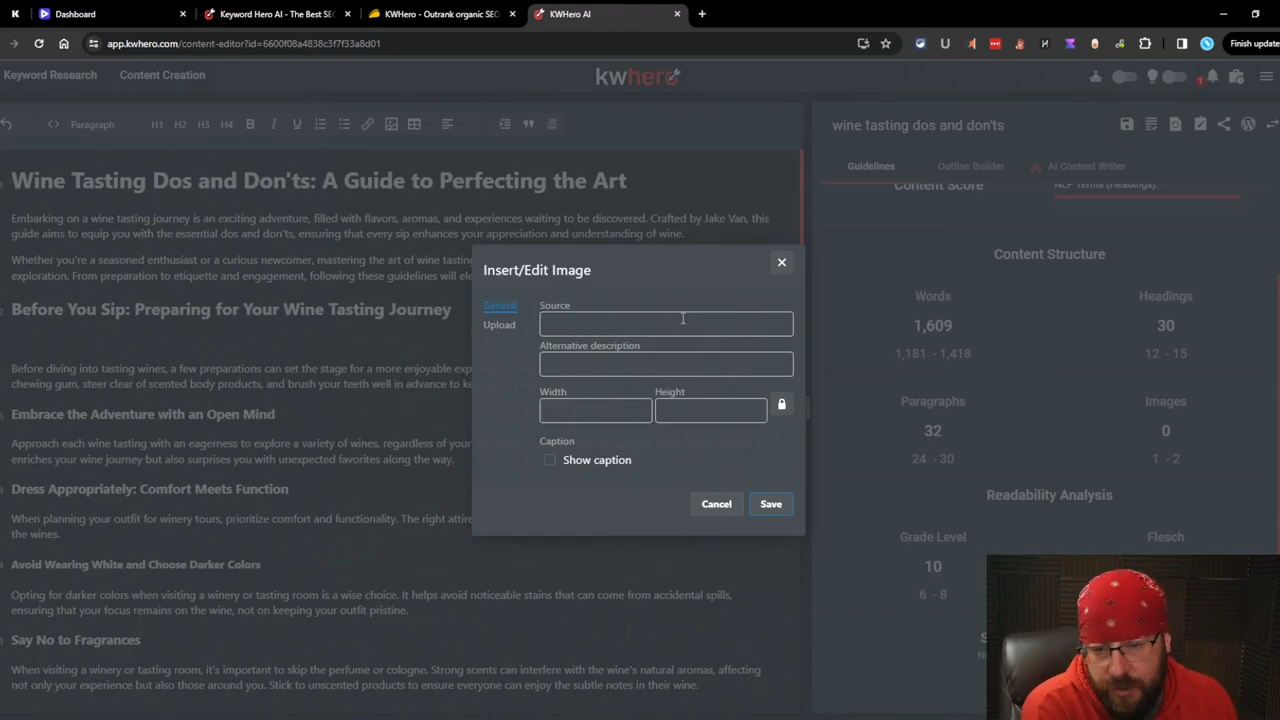 Dashboard
Keyword Hero AI - The Best SE
KWHero - Outrank organic SEO
KWHero AI
app.kwhero.com/content-editor?id=6600f08a4838c3f7f33a8d01
Finish update
Keyword Research
Content Creation
kwhero
1
Paragraph
H1
H2
H3
H4
B
I
U
wine tasting dos and don'ts
Guidelines
Outline Builder
AI Content Writer
Content Score
NLP Terms (Headings):
Wine Tasting Dos and Don'ts: A Guide to Perfecting the Art
Embarking on a wine tasting journey is an exciting adventure, filled with flavors, aromas, and experiences waiting to be discovered. Crafted by Jake Van, this
guide aims to equip you with the essential dos and don'ts, ensuring that every sip enhances your appreciation and understanding of wine.
Whether you're a seasoned enthusiast or a curious newcomer, mastering the art of wine tasting
exploration. From preparation to etiquette and engagement, following these guidelines will ele
Before You Sip: Preparing for Your Wine Tasting Journey
Before diving into tasting wines, a few preparations can set the stage for a more enjoyable exp
chewing gum, steer clear of scented body products, and brush your teeth well in advance to ke
Embrace the Adventure with an Open Mind
Approach each wine tasting with an eagerness to explore a variety of wines, regardless of your
enriches your wine journey but also surprises you with unexpected favorites along the way.
Dress Appropriately: Comfort Meets Function
When planning your outfit for winery tours, prioritize comfort and functionality. The right attire
the wines.
Avoid Wearing White and Choose Darker Colors
Opting for darker colors when visiting a winery or tasting room is a wise choice. It helps avoid noticeable stains that can come from accidental spills,
ensuring that your focus remains on the wine, not on keeping your outfit pristine.
Say No to Fragrances
When visiting a winery or tasting room, it's important to skip the perfume or cologne. Strong scents can interfere with the wine's natural aromas, affecting
not only your experience but also those around you. Stick to unscented products to ensure everyone can enjoy the subtle notes in their wine.
Insert/Edit Image
General
Upload
Source
Alternative description
Width
Height
Caption
Show caption
Cancel
Save
Content Structure
Words
1,609
1,181 - 1,418
Headings
30
12 - 15
Paragraphs
32
24 - 30
Images
0
1 - 2
Readability Analysis
Grade Level
10
6 - 8
Flesch